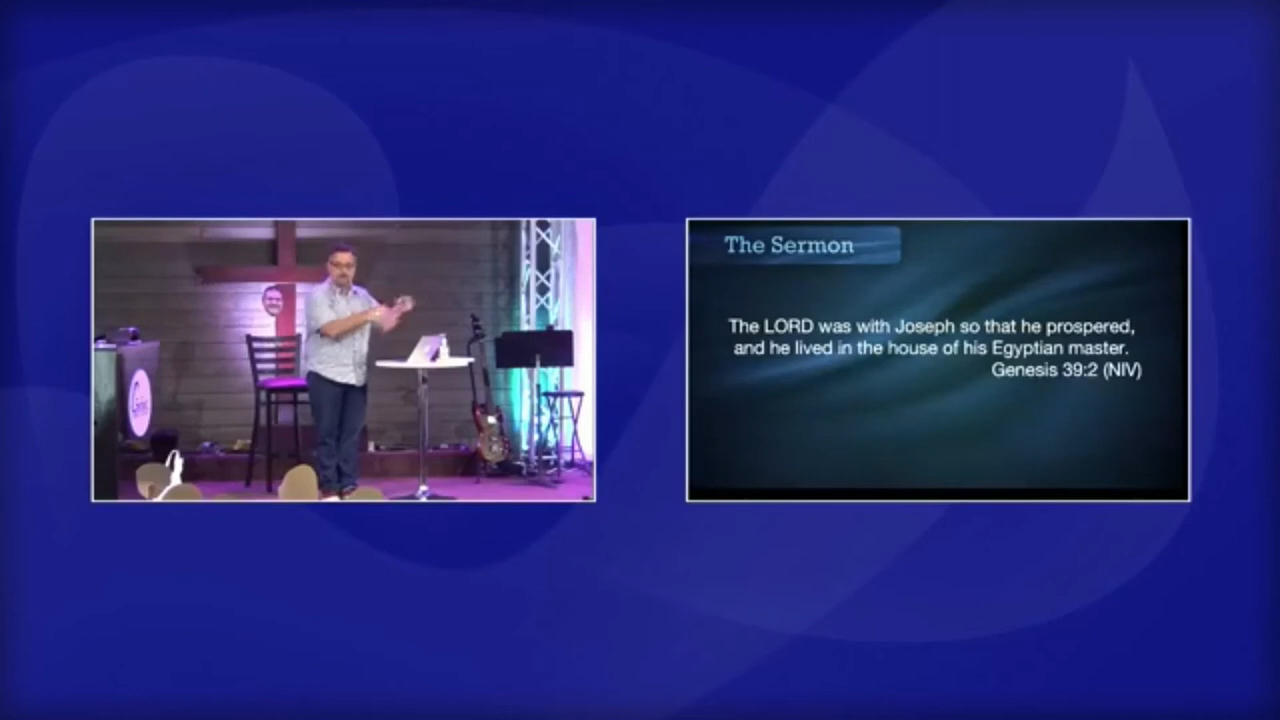 The Sermon
The LORD was with Joseph so that he prospered,
and he lived in the house of his Egyptian master.
Genesis 39:2 (NIV)